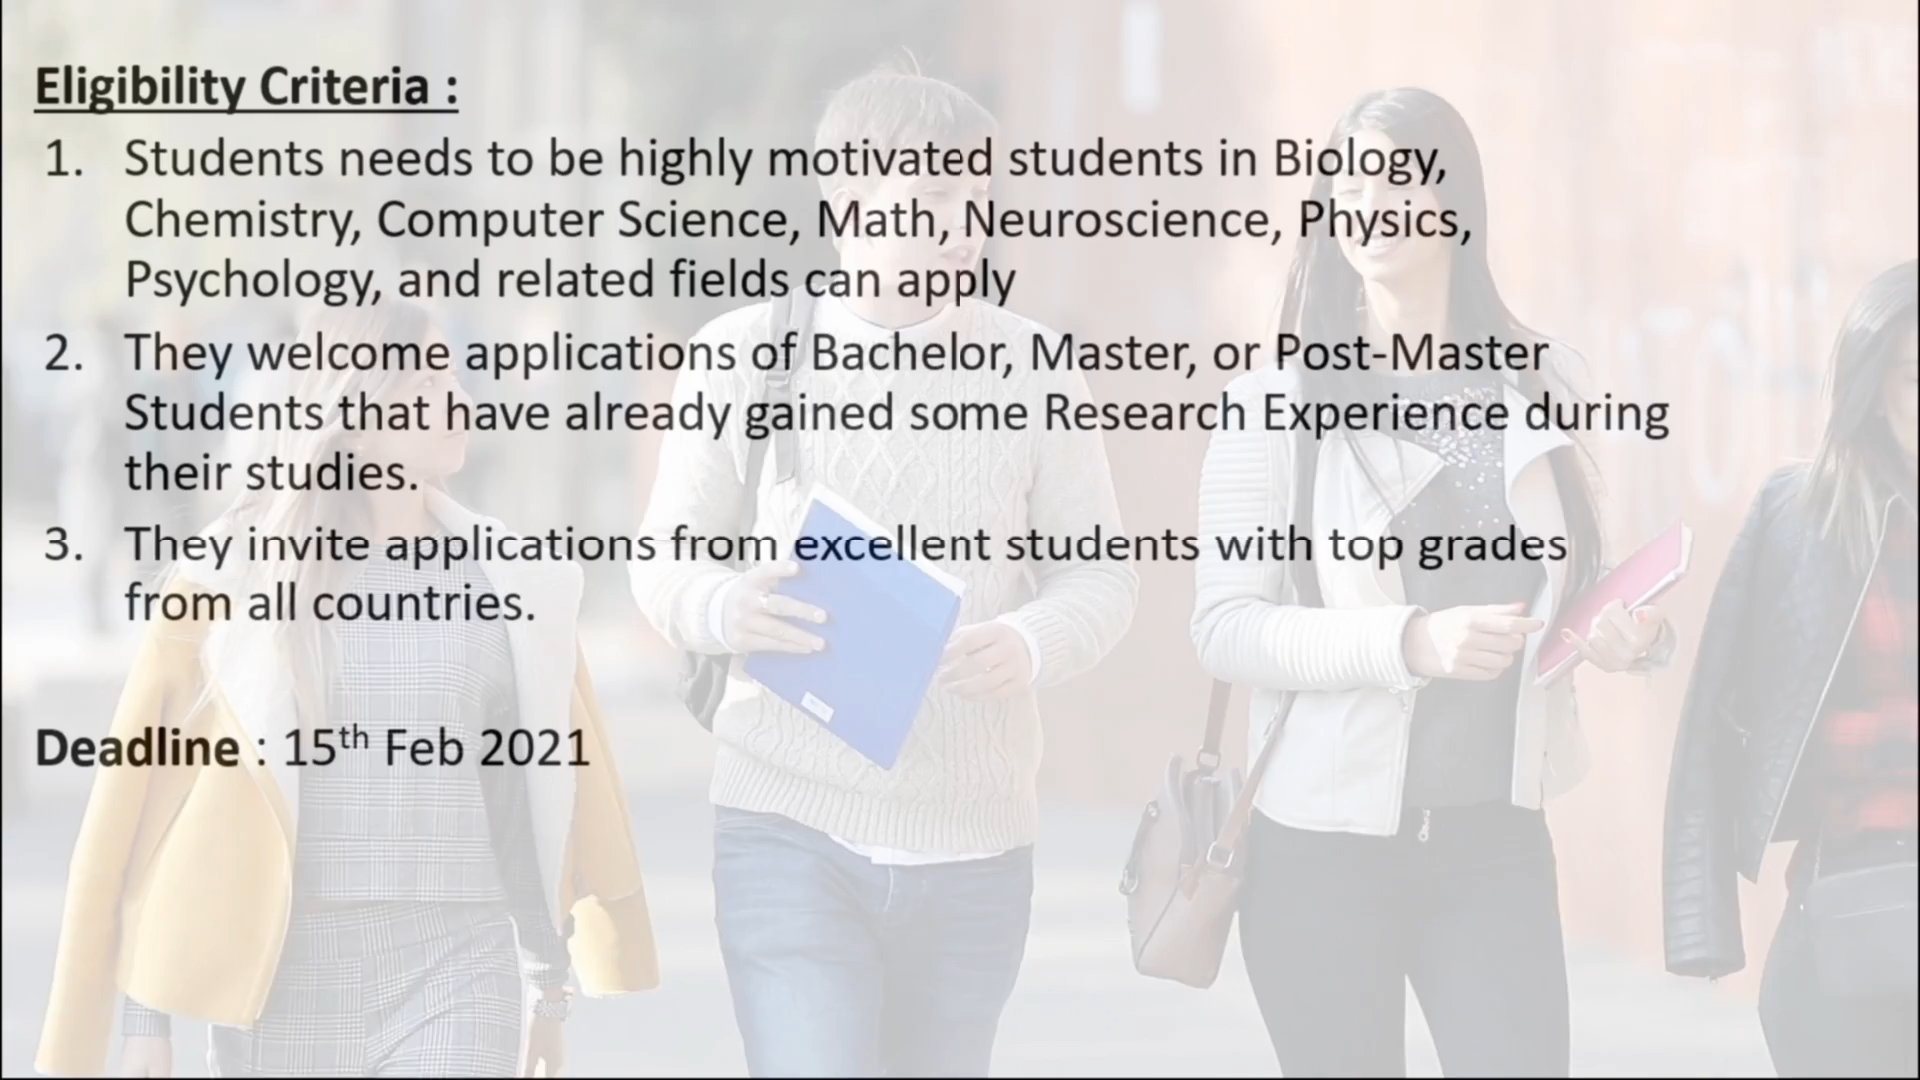 Eligibility Criteria :
1. Students needs to be highly motivated students in Biology,
Chemistry, Computer Science, Math, Neuroscience, Physics,
Psychology, and related fields can apply
2. They welcome applications of Bachelor, Master, or Post-Master
Students that have already gained some Research Experience during
their studies.
3. They invite applications from excellent students with top grades
from all countries.
Deadline : 15th Feb 2021